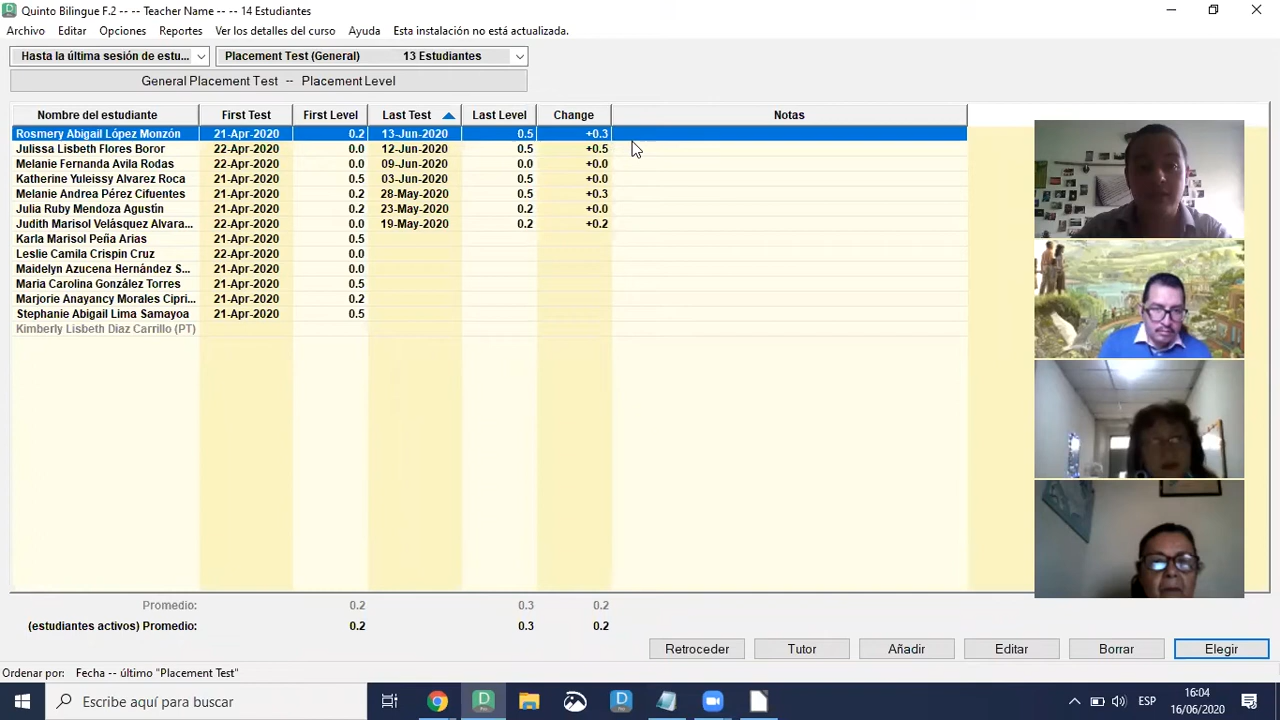 Quinto Bilingue F.2 -- -- Teacher Name -- -- 14 Estudiantes
Archivo Editar Opciones Reportes Ver los detalles del curso Ayuda Esta instalación no está actualizada.
Hasta la última sesión de estu... Placement Test (General) 13 Estudiantes
General Placement Test -- Placement Level
Nombre del estudiante First Test First Level Last Test Last Level Change Notas
Rosmery Abigail López Monzón 21-Apr-2020 0.2 13-Jun-2020 0.5 +0.3
Julissa Lisbeth Flores Boror 22-Apr-2020 0.0 12-Jun-2020 0.5 +0.5
Melanie Fernanda Avila Rodas 22-Apr-2020 0.0 09-Jun-2020 0.0 +0.0
Katherine Yuleissy Alvarez Roca 21-Apr-2020 0.5 03-Jun-2020 0.5 +0.0
Melanie Andrea Pérez Cifuentes 21-Apr-2020 0.2 28-May-2020 0.5 +0.3
Julia Ruby Mendoza Agustín 21-Apr-2020 0.2 23-May-2020 0.2 +0.0
Judith Marisol Velásquez Alvara... 22-Apr-2020 0.0 19-May-2020 0.2 +0.2
Karla Marisol Peña Arias 21-Apr-2020 0.5
Leslie Camila Crispin Cruz 22-Apr-2020 0.0
Maidelyn Azucena Hernández S... 21-Apr-2020 0.0
Maria Carolina González Torres 21-Apr-2020 0.5
Marjorie Anayancy Morales Cipri... 21-Apr-2020 0.2
Stephanie Abigail Lima Samayoa 21-Apr-2020 0.5
Kimberly Lisbeth Diaz Carrillo (PT)
Promedio: 0.2 0.3 0.2
(estudiantes activos) Promedio: 0.2 0.3 0.2
Retroceder Tutor Añadir Editar Borrar Elegir
Ordenar por: Fecha -- último "Placement Test"
Escribe aquí para buscar
ESP
16:04
16/06/2020